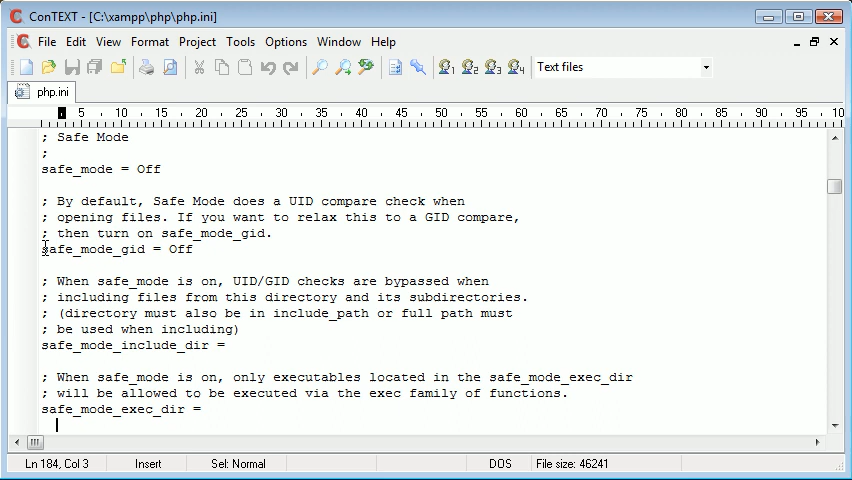 ConTEXT - [C:\xampp\php\php.ini]
File Edit View Format Project Tools Options Window Help
1 2 3 4 Text files
php.ini
5 10 15 20 25 30 35 40 45 50 55 60 65 70 75 80 85 90 95 100
; Safe Mode
;
safe_mode = Off
; By default, Safe Mode does a UID compare check when
; opening files. If you want to relax this to a GID compare,
; then turn on safe_mode_gid.
safe_mode_gid = Off
; When safe_mode is on, UID/GID checks are bypassed when
; including files from this directory and its subdirectories.
; (directory must also be in include_path or full path must
; be used when including)
safe_mode_include_dir =
; When safe_mode is on, only executables located in the safe_mode_exec_dir
; will be allowed to be executed via the exec family of functions.
safe_mode_exec_dir =
Ln 184, Col 3 Insert Sel: Normal DOS File size: 46241